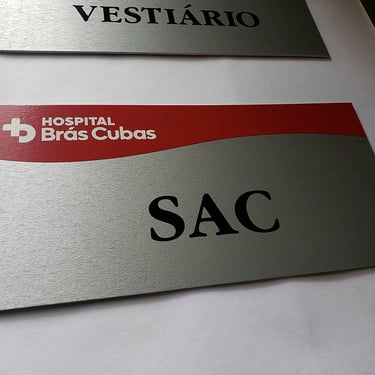 VESTIÁRIO
HOSPITAL
Brás Cubas
SAC